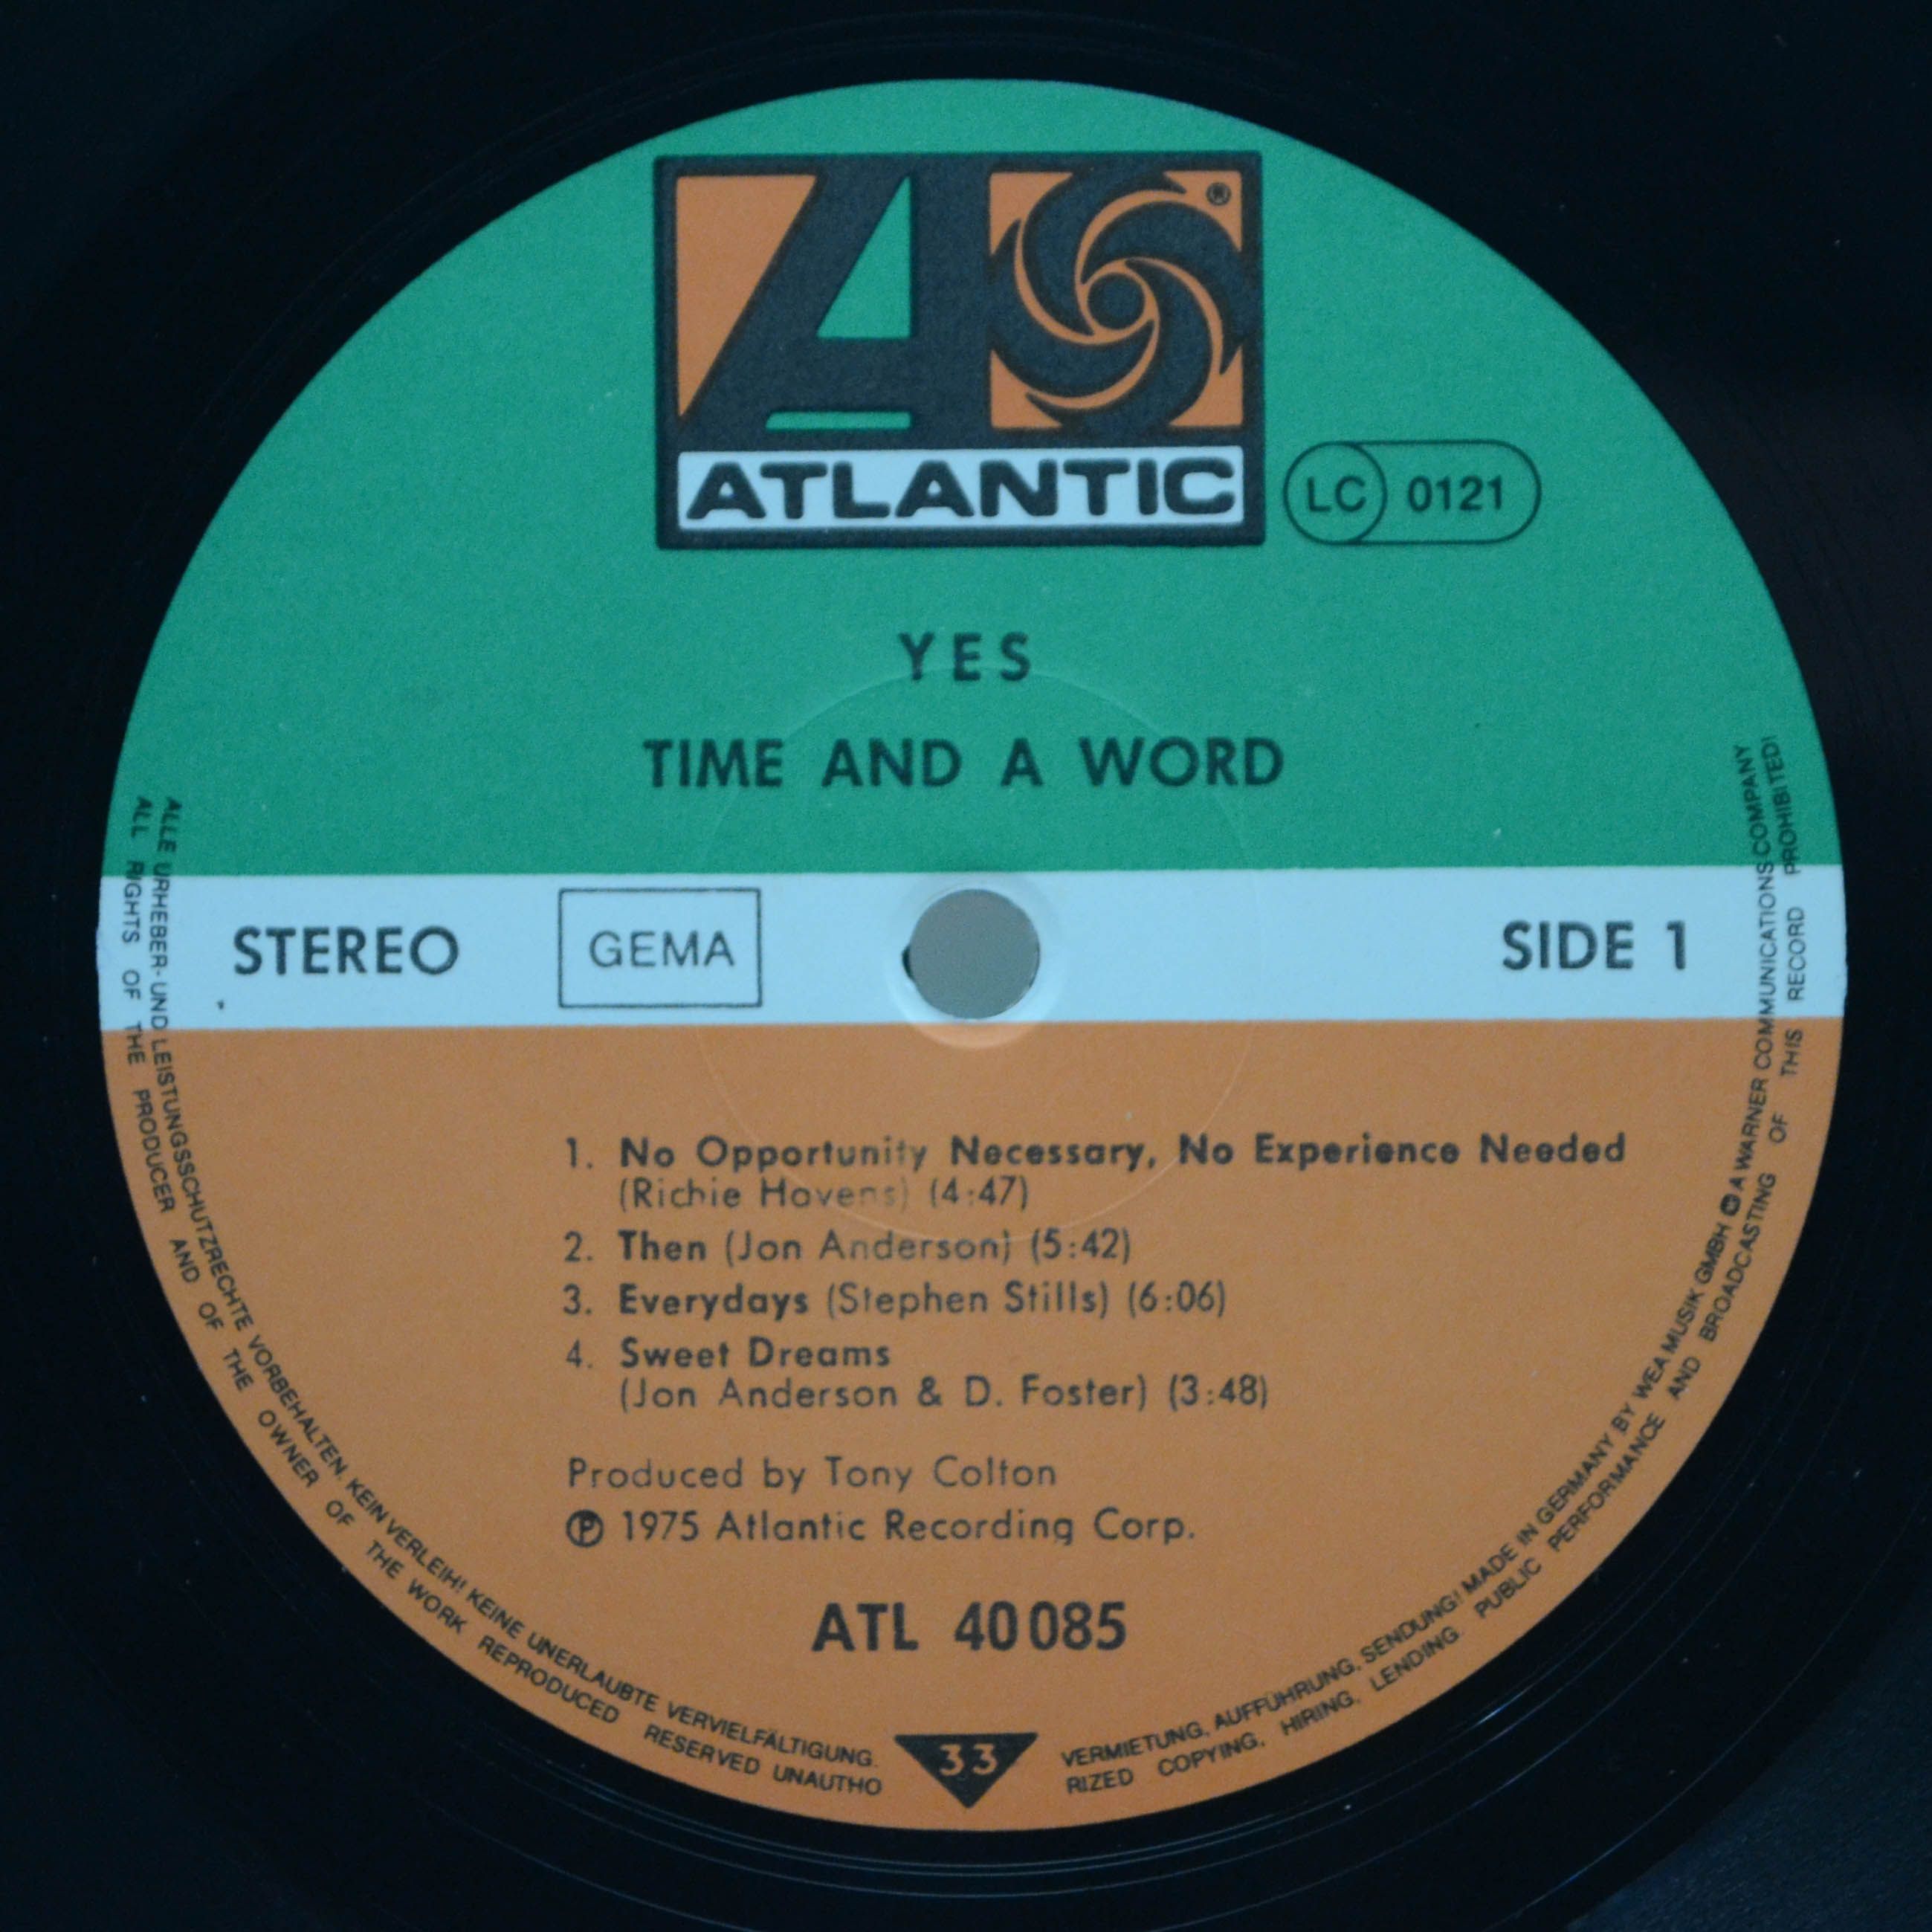 ®
ATLANTIC
LC 0121
YES
TIME AND A WORD
STEREO
GEMA
SIDE 1
1. No Opportunity Necessary, No Experience Needed
(Richie Havens) (4:47)
2. Then (Jon Anderson) (5:42)
3. Everydays (Stephen Stills) (6:06)
4. Sweet Dreams
(Jon Anderson & D. Foster) (3:48)
Produced by Tony Colton
℗ 1975 Atlantic Recording Corp.
ATL 40 085
33
ALLE URHEBER- UND LEISTUNGSSCHUTZRECHTE VORBEHALTEN. KEIN VERLEIH! KEINE UNERLAUBTE VERVIELFÄLTIGUNG. VERMIETUNG, AUFFÜHRUNG, SENDUNG! MADE IN GERMANY BY WEA MUSIK GMBH A WARNER COMMUNICATIONS COMPANY
ALL RIGHTS OF THE PRODUCER AND OF THE OWNER OF THE WORK REPRODUCED RESERVED UNAUTHO RIZED COPYING, HIRING, LENDING. PUBLIC PERFORMANCE AND BROADCASTING OF THIS RECORD PROHIBITED!